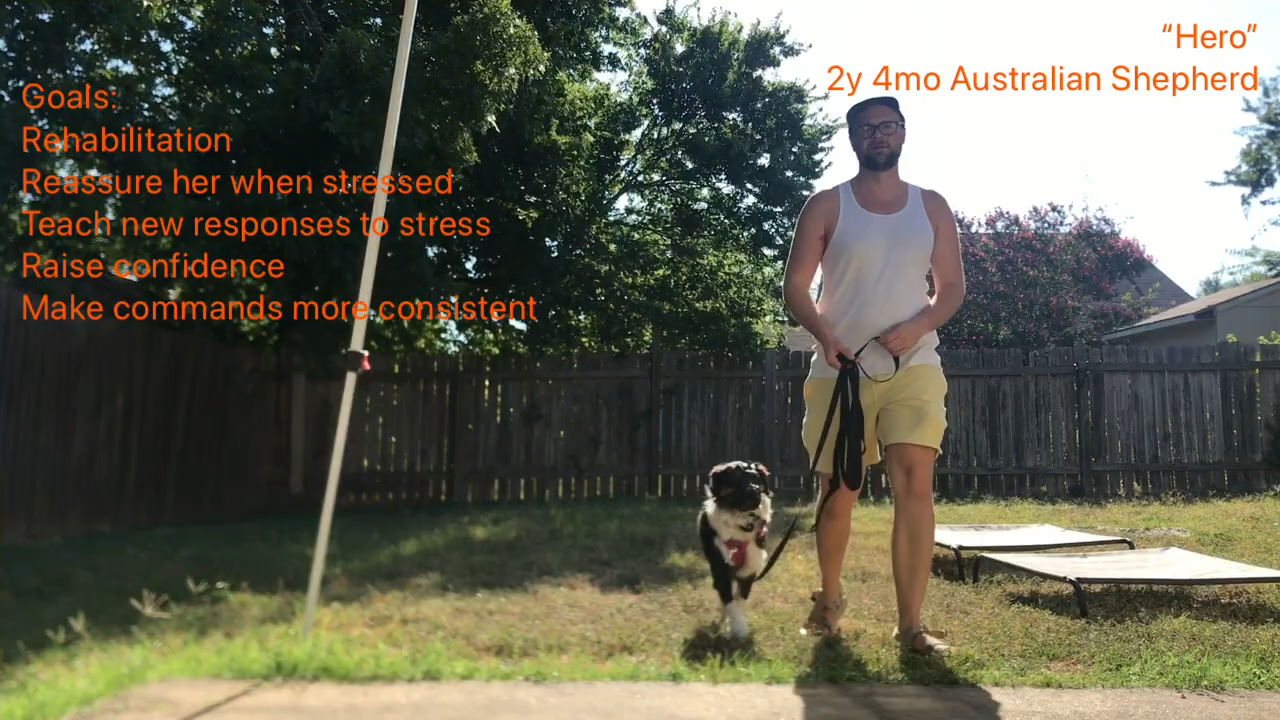 “Hero”
2y 4mo Australian Shepherd
Goals:
Rehabilitation
Reassure her when stressed
Teach new responses to stress
Raise confidence
Make commands more consistent